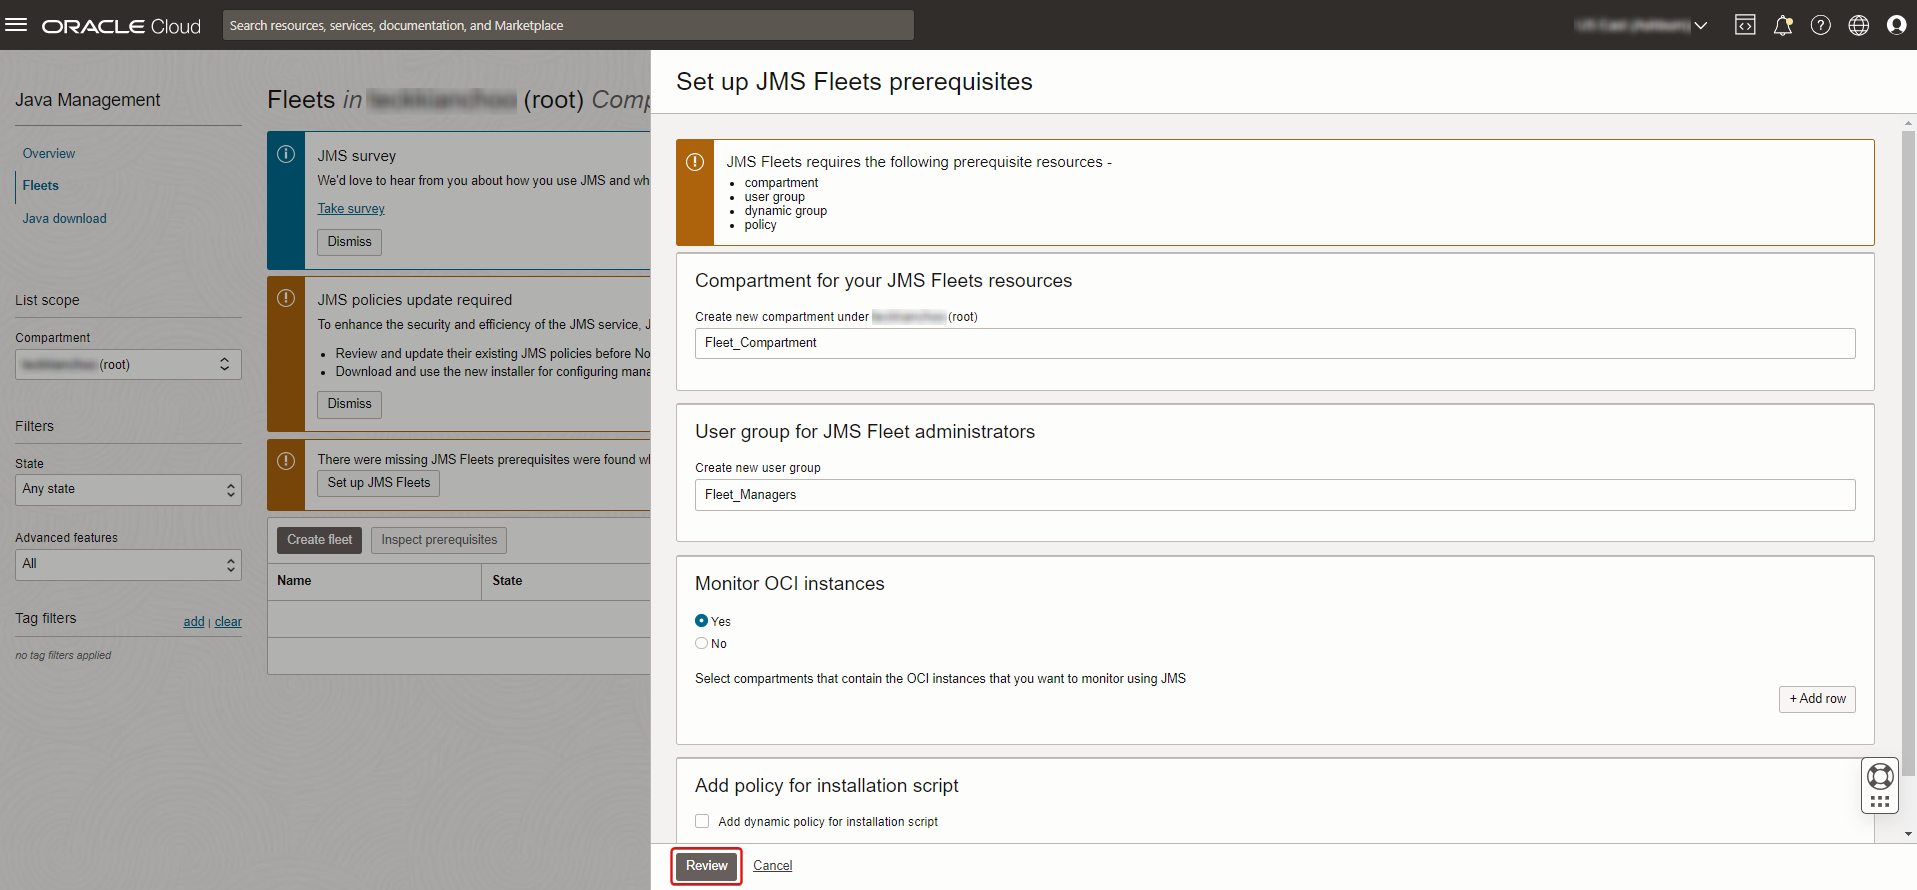 ORACLE Cloud
Search resources, services, documentation, and Marketplace
Java Management
Overview
Fleets
Java download
List scope
Compartment
(root)
Filters
State
Any state
Advanced features
All
Tag filters
add | clear
no tag filters applied
Fleets in (root) Comp
JMS survey
We'd love to hear from you about how you use JMS and wh
Take survey
Dismiss
JMS policies update required
To enhance the security and efficiency of the JMS service, J
• Review and update their existing JMS policies before No
• Download and use the new installer for configuring mana
Dismiss
There were missing JMS Fleets prerequisites were found wh
Set up JMS Fleets
Create fleet
Inspect prerequisites
Name State
Set up JMS Fleets prerequisites
JMS Fleets requires the following prerequisite resources -
• compartment
• user group
• dynamic group
• policy
Compartment for your JMS Fleets resources
Create new compartment under (root)
Fleet_Compartment
User group for JMS Fleet administrators
Create new user group
Fleet_Managers
Monitor OCI instances
Yes
No
Select compartments that contain the OCI instances that you want to monitor using JMS
+ Add row
Add policy for installation script
Add dynamic policy for installation script
Review
Cancel